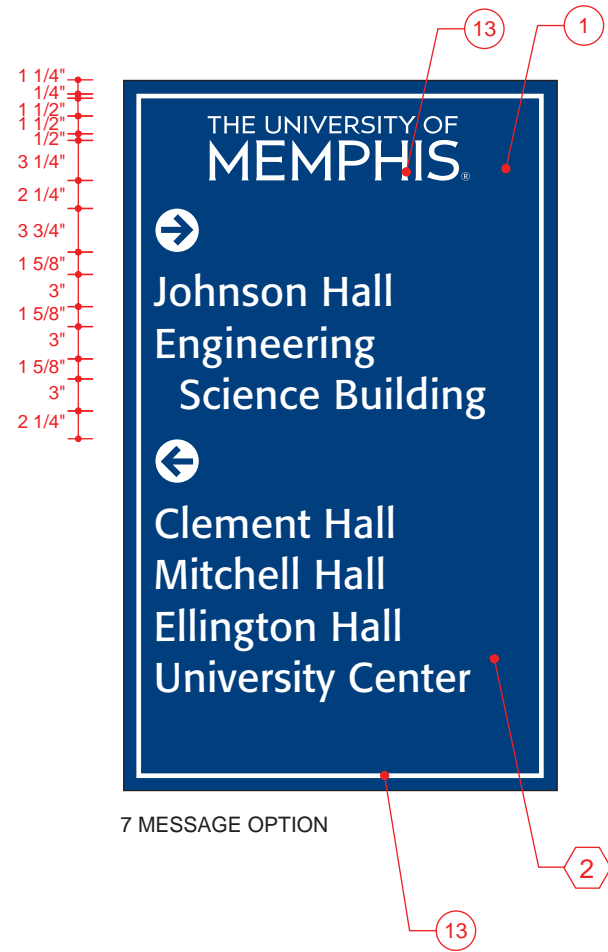 13
1
1 1/4"
1/4"
1 1/2"
1 1/2"
1/2"
3 1/4"
2 1/4"
3 3/4"
1 5/8"
3"
1 5/8"
3"
1 5/8"
3"
2 1/4"
THE UNIVERSITY OF
MEMPHIS®
Johnson Hall
Engineering
Science Building
Clement Hall
Mitchell Hall
Ellington Hall
University Center
7 MESSAGE OPTION
2
13